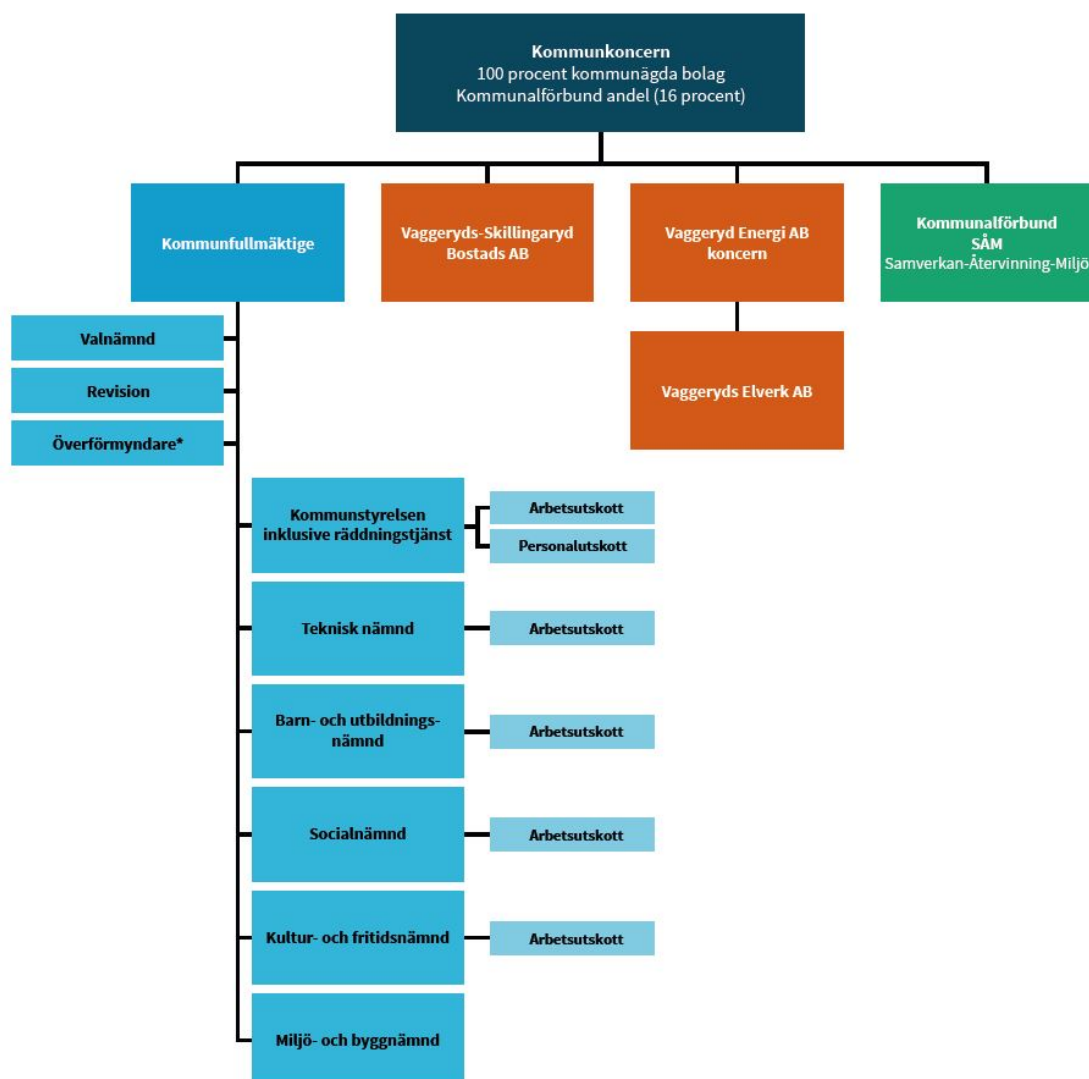 Kommunkoncern
100 procent kommunägda bolag
Kommunalförbund andel (16 procent)
Kommunfullmäktige
Vaggeryds-Skillingaryd
Bostads AB
Vaggeryd Energi AB
koncern
Kommunalförbund
SÅM
Samverkan-Återvinning-Miljö
Vaggeryds Elverk AB
Valnämnd
Revision
Överförmyndare*
Kommunstyrelsen
inklusive räddningstjänst
Arbetsutskott
Personalutskott
Teknisk nämnd
Arbetsutskott
Barn- och utbildnings-
nämnd
Arbetsutskott
Socialnämnd
Arbetsutskott
Kultur- och fritidsnämnd
Arbetsutskott
Miljö- och byggnämnd